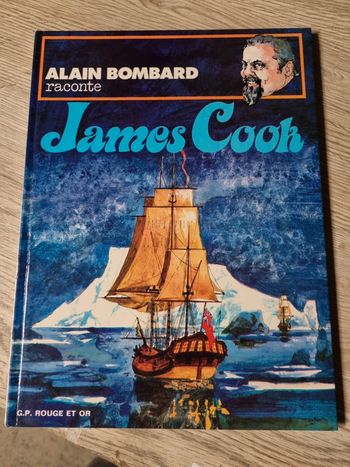 ALAIN BOMBARD
raconte
James Cook
G.P. ROUGE ET OR